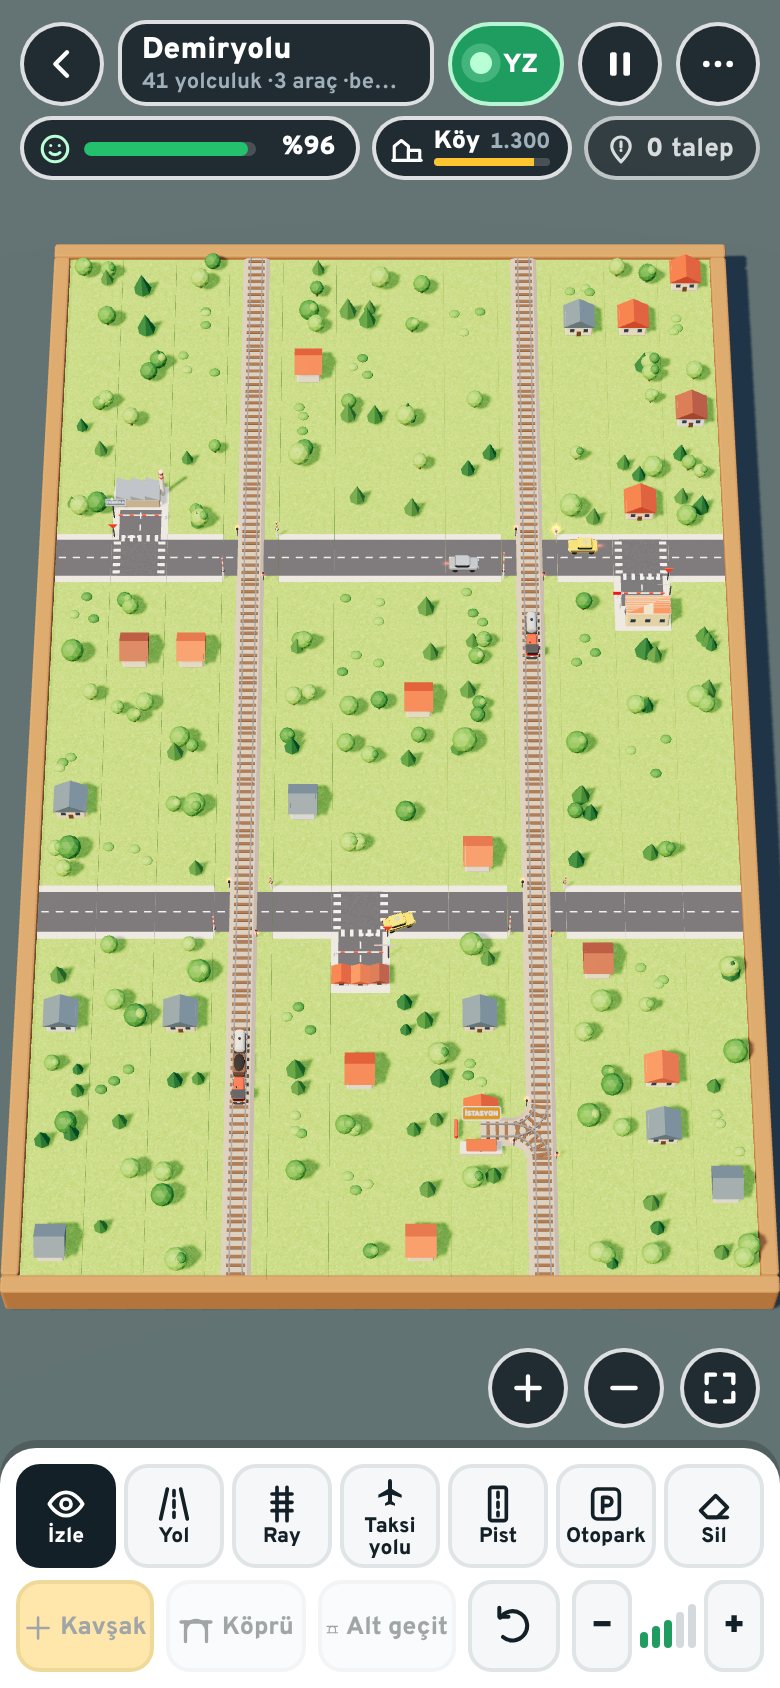 Demiryolu
41 yolculuk ·3 araç ·be...
YZ
%96
Köy 1.300
0 talep
İSTASYON
İzle
Yol
Ray
Taksi
yolu
Pist
Otopark
Sil
Kavşak
Köprü
Alt geçit